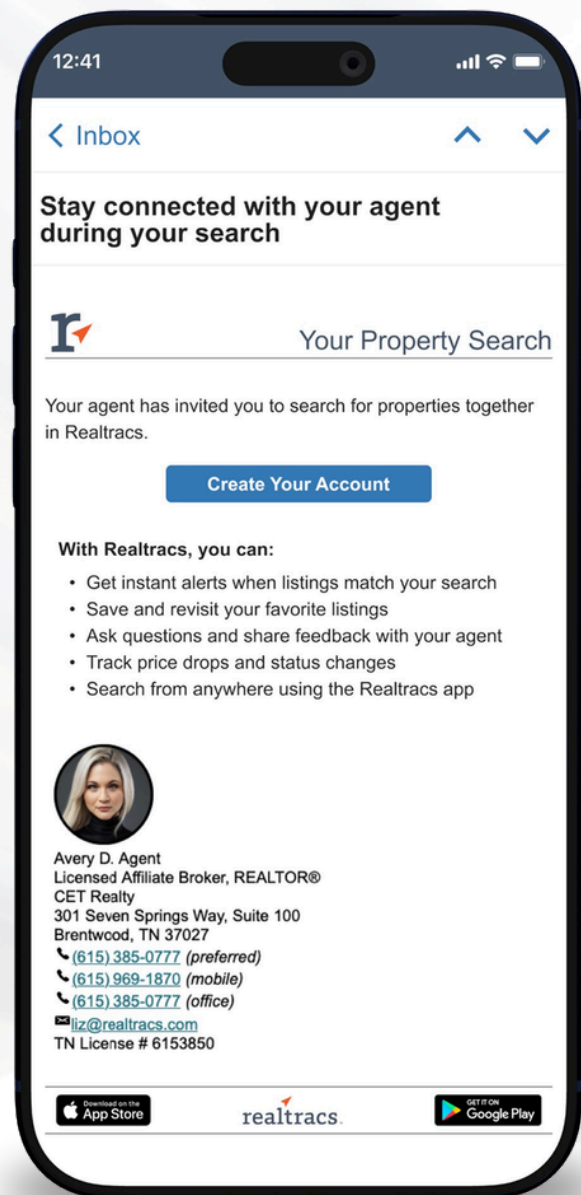 12:41
Inbox
Stay connected with your agent
during your search
r
Your Property Search
Your agent has invited you to search for properties together
in Realtracs.
Create Your Account
With Realtracs, you can:
• Get instant alerts when listings match your search
• Save and revisit your favorite listings
• Ask questions and share feedback with your agent
• Track price drops and status changes
• Search from anywhere using the Realtracs app
Avery D. Agent
Licensed Affiliate Broker, REALTOR®
CET Realty
301 Seven Springs Way, Suite 100
Brentwood, TN 37027
(615) 385-0777 (preferred)
(615) 969-1870 (mobile)
(615) 385-0777 (office)
liz@realtracs.com
TN License # 6153850
Download on the
App Store
realtracs.
GET IT ON
Google Play